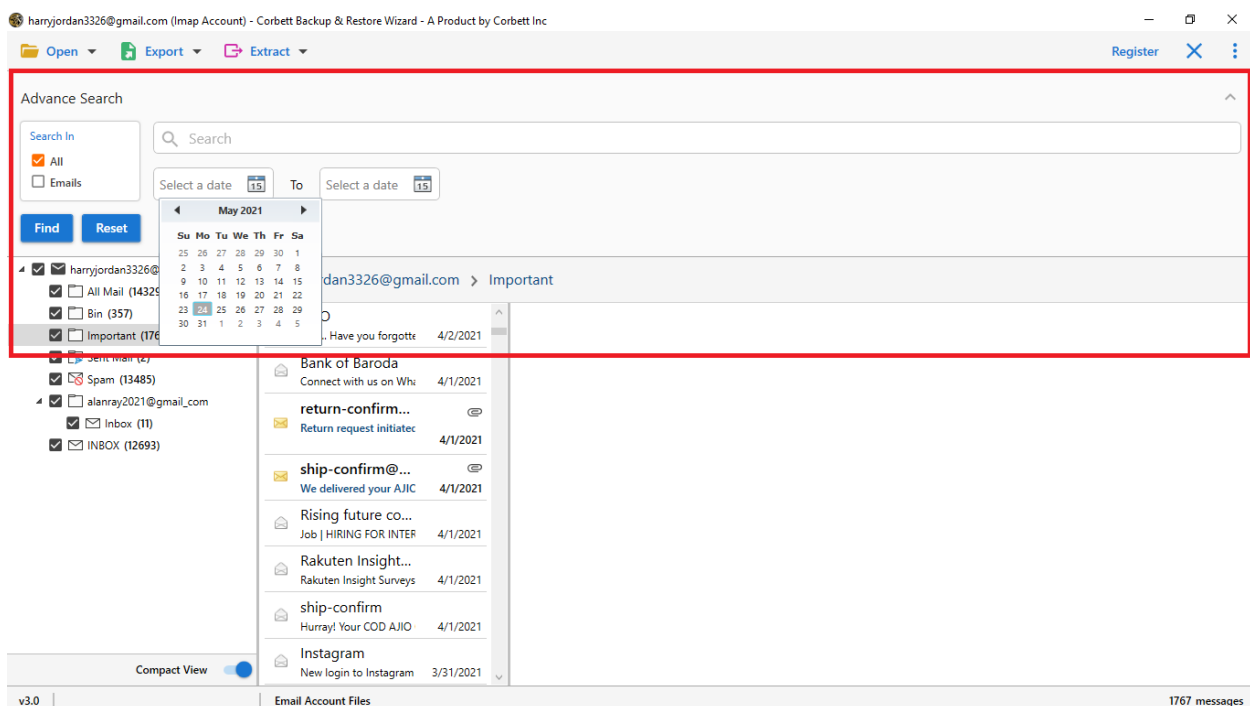 harryjordan3326@gmail.com (Imap Account) - Corbett Backup & Restore Wizard - A Product by Corbett Inc
Open Export Extract Register
Advance Search
Search In
All
Emails
Search
Select a date 15 To Select a date 15
Find Reset
May 2021
Su Mo Tu We Th Fr Sa
25 26 27 28 29 30 1
2 3 4 5 6 7 8
9 10 11 12 13 14 15
16 17 18 19 20 21 22
23 24 25 26 27 28 29
30 31 1 2 3 4 5
harryjordan3326@
All Mail (14329
Bin (357)
Important (176
Sent Mail (2)
Spam (13485)
alanray2021@gmail_com
Inbox (11)
INBOX (12693)
Compact View
dan3326@gmail.com > Important
O
.. Have you forgotte 4/2/2021
Bank of Baroda
Connect with us on Wha 4/1/2021
return-confirm...
Return request initiatec
4/1/2021
ship-confirm@...
We delivered your AJIC 4/1/2021
Rising future co...
Job | HIRING FOR INTER 4/1/2021
Rakuten Insight...
Rakuten Insight Surveys 4/1/2021
ship-confirm
Hurray! Your COD AJIO 4/1/2021
Instagram
New login to Instagram 3/31/2021
v3.0 Email Account Files 1767 messages